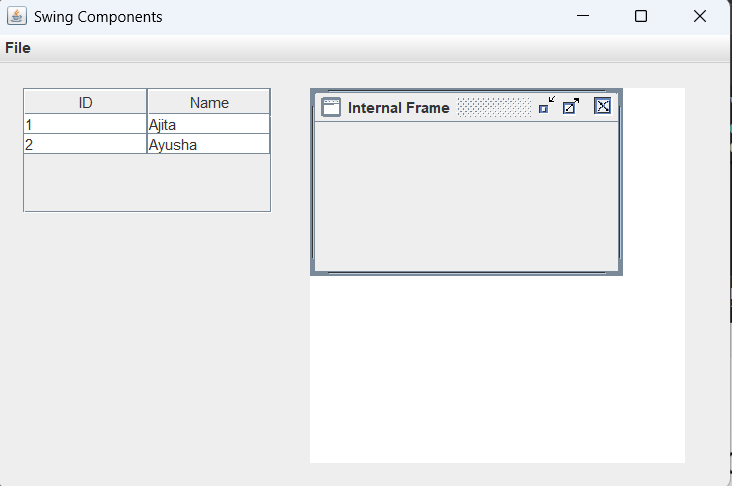 Swing Components
File
ID Name
1 Ajita
2 Ayusha
Internal Frame